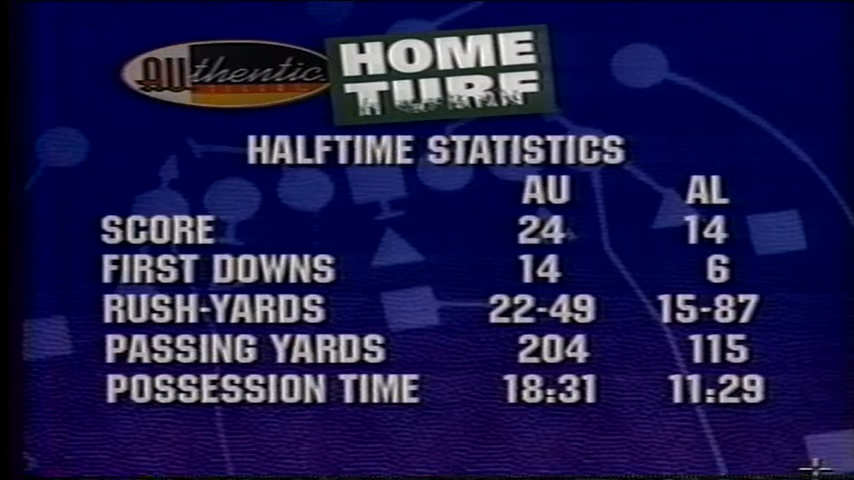 AUthentic
TIGERS
HOME
TURF
HALFTIME STATISTICS
AU AL
SCORE 24 14
FIRST DOWNS 14 6
RUSH-YARDS 22-49 15-87
PASSING YARDS 204 115
POSSESSION TIME 18:31 11:29